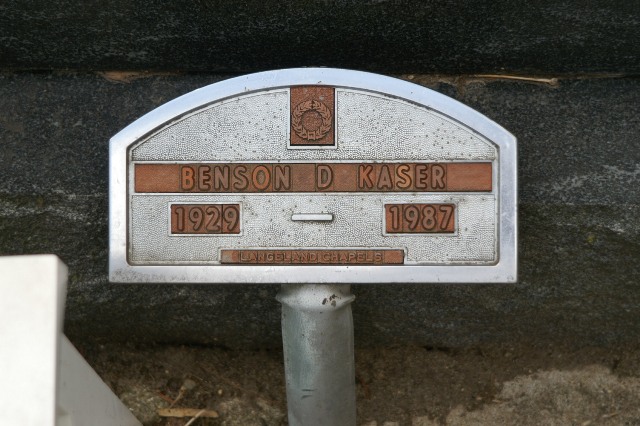 BENSON D KASER
1929 — 1987
LANGELAND CHAPELS